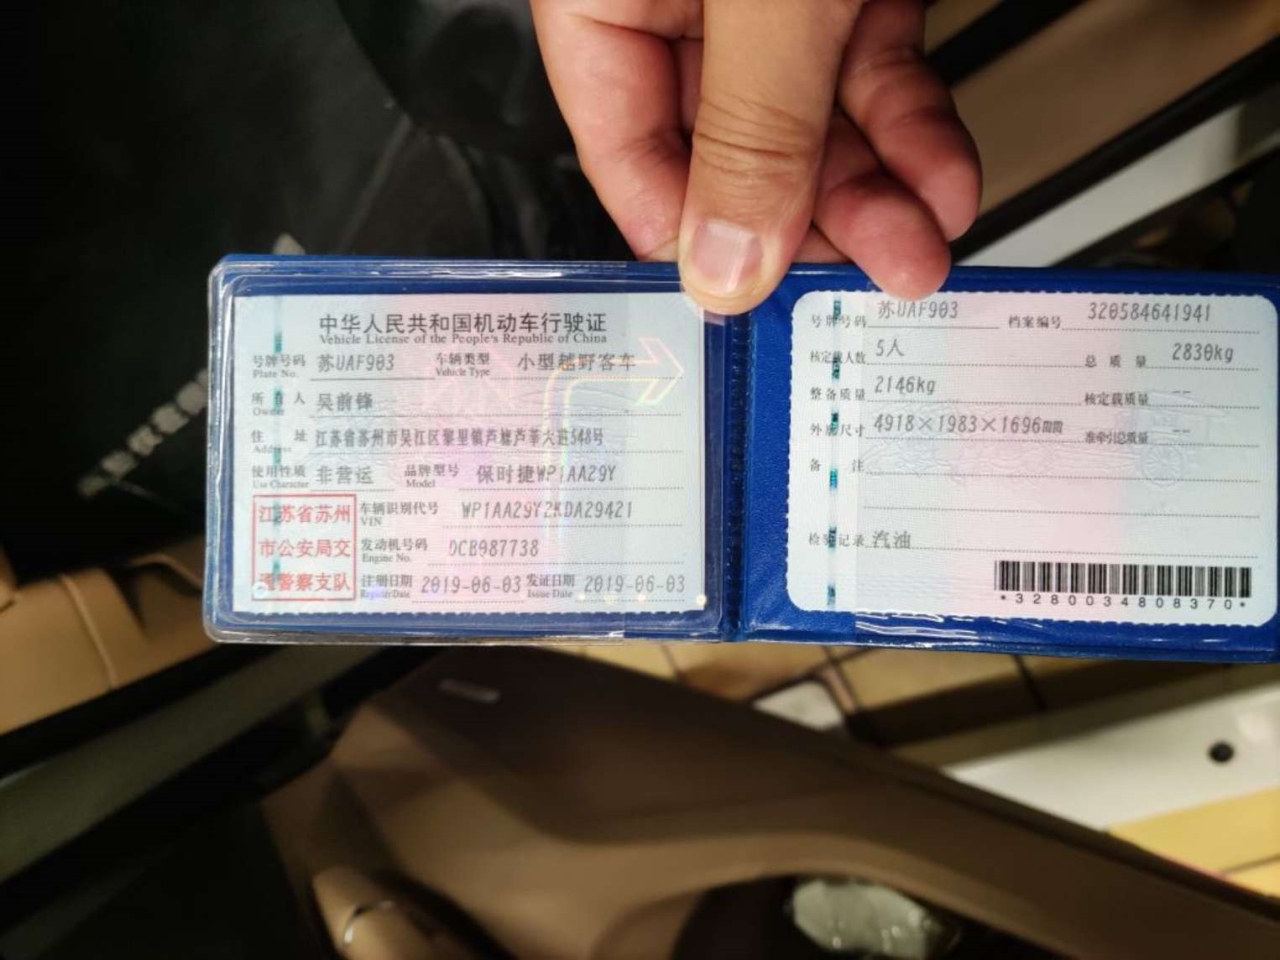 中华人民共和国机动车行驶证
Vehicle License of the People's Republic of China
号牌号码 苏UAF903 车辆类型 小型越野客车
Plate No. Vehicle Type
所有人 吴前锋
Owner
住址 江苏省苏州市吴江区黎里镇芦墟芦莘大道548号
Address
使用性质 非营运 品牌型号 保时捷WP1AA29Y
Use Character Model
江苏省苏州
市公安局交
通警察支队
车辆识别代号 WP1AA29Y2KDA29421
VIN
发动机号码 DCB987738
Engine No.
注册日期 2019-06-03 发证日期 2019-06-03
Register Date Issue Date
号牌号码 苏UAF903 档案编号 320584641941
核定载人数 5人 总质量 2830kg
整备质量 2146kg 核定载质量 --
外廓尺寸 4918×1983×1696mm 准牵引总质量 --
备注
检验记录 汽油
*3280034808370*